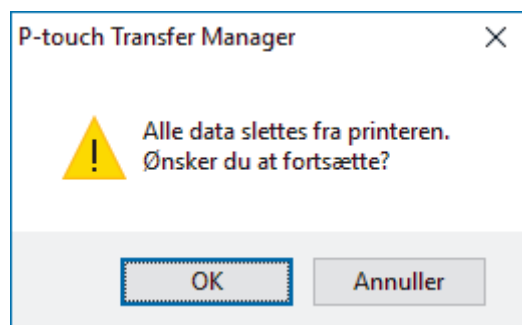 P-touch Transfer Manager
Alle data slettes fra printeren.
Ønsker du at fortsætte?
OK
Annuller